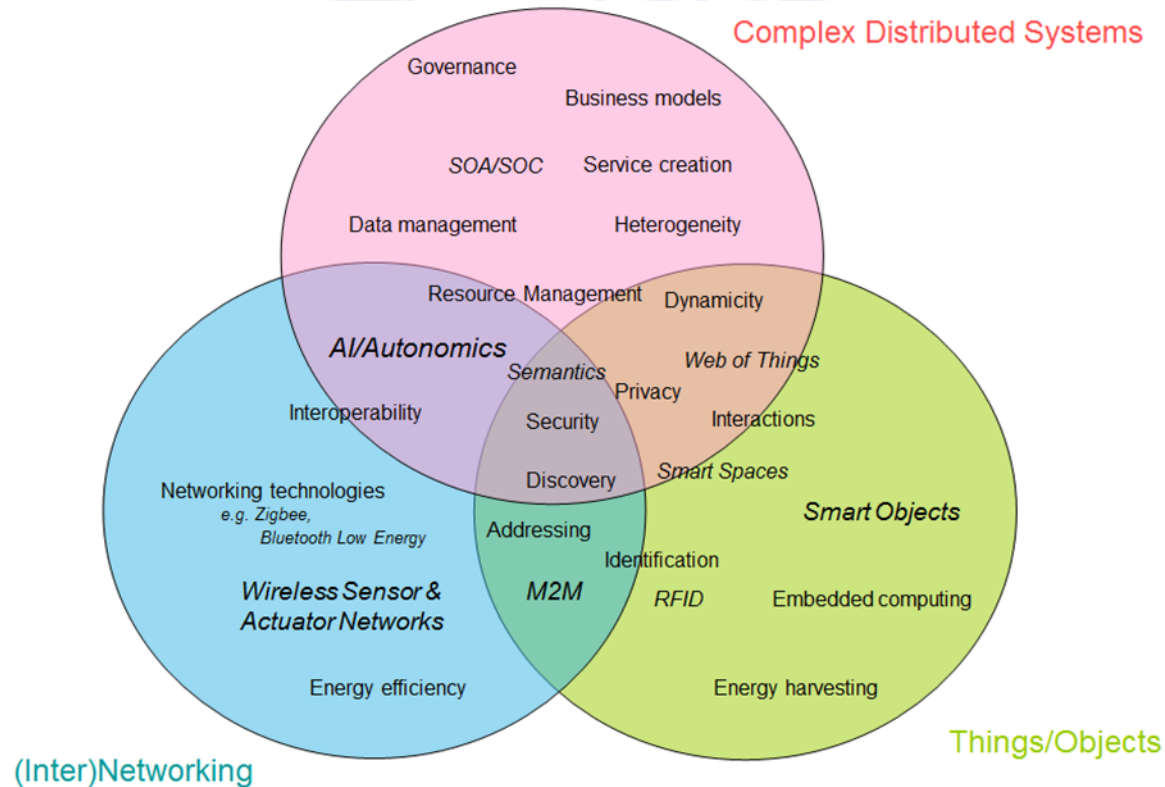 Complex Distributed Systems
Governance
Business models
SOA/SOC
Service creation
Data management
Heterogeneity
Resource Management
Dynamicity
AI/Autonomics
Semantics
Web of Things
Privacy
Interoperability
Security
Interactions
Discovery
Smart Spaces
Networking technologies
e.g. Zigbee,
Bluetooth Low Energy
Addressing
Smart Objects
Identification
Wireless Sensor &
Actuator Networks
M2M
RFID
Embedded computing
Energy efficiency
Energy harvesting
Things/Objects
(Inter)Networking